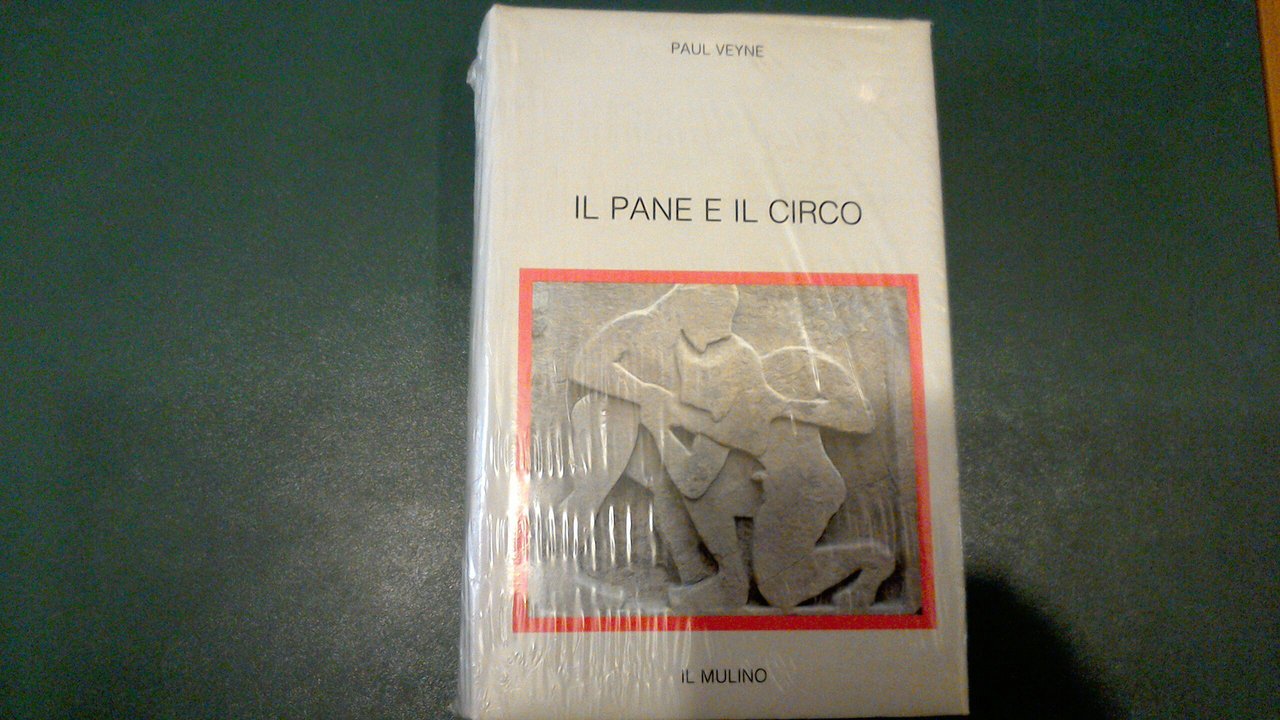 PAUL VEYNE
IL PANE E IL CIRCO
IL MULINO